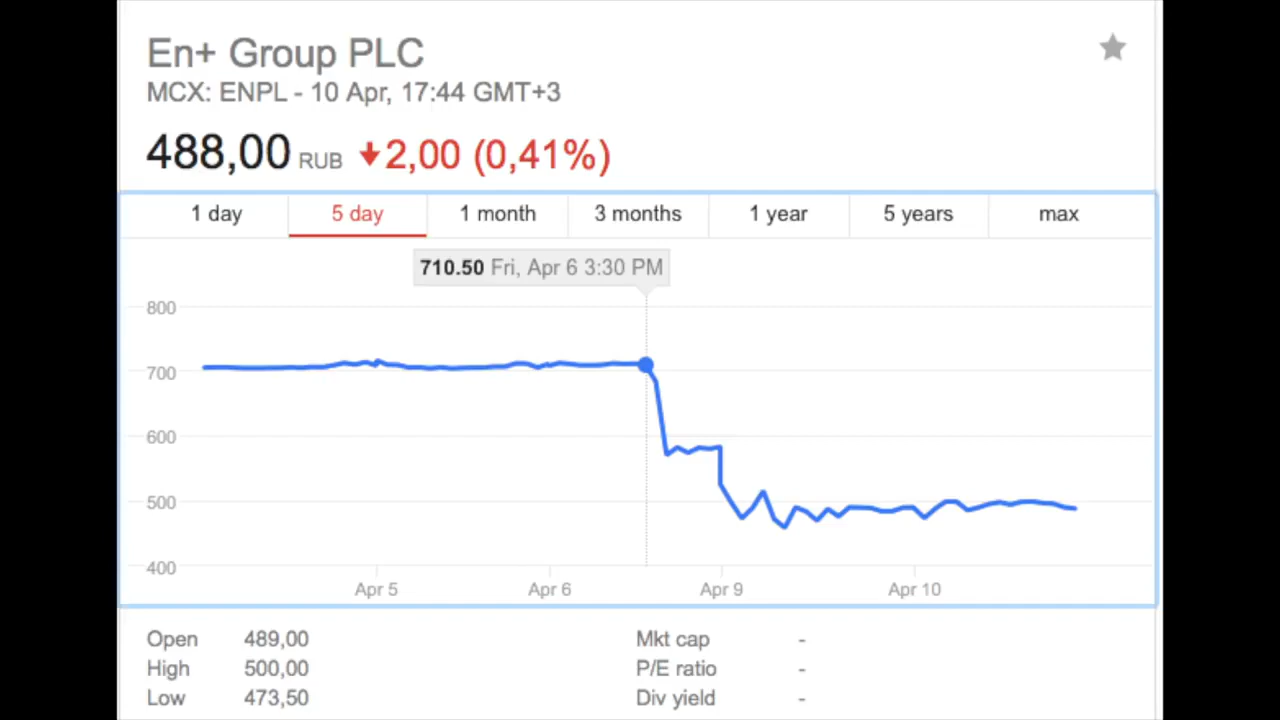 En+ Group PLC
MCX: ENPL - 10 Apr, 17:44 GMT+3
488,00 RUB 2,00 (0,41%)
1 day 5 day 1 month 3 months 1 year 5 years max
710.50 Fri, Apr 6 3:30 PM
800
700
600
500
400
Apr 5 Apr 6 Apr 9 Apr 10
Open 489,00 Mkt cap -
High 500,00 P/E ratio -
Low 473,50 Div yield -